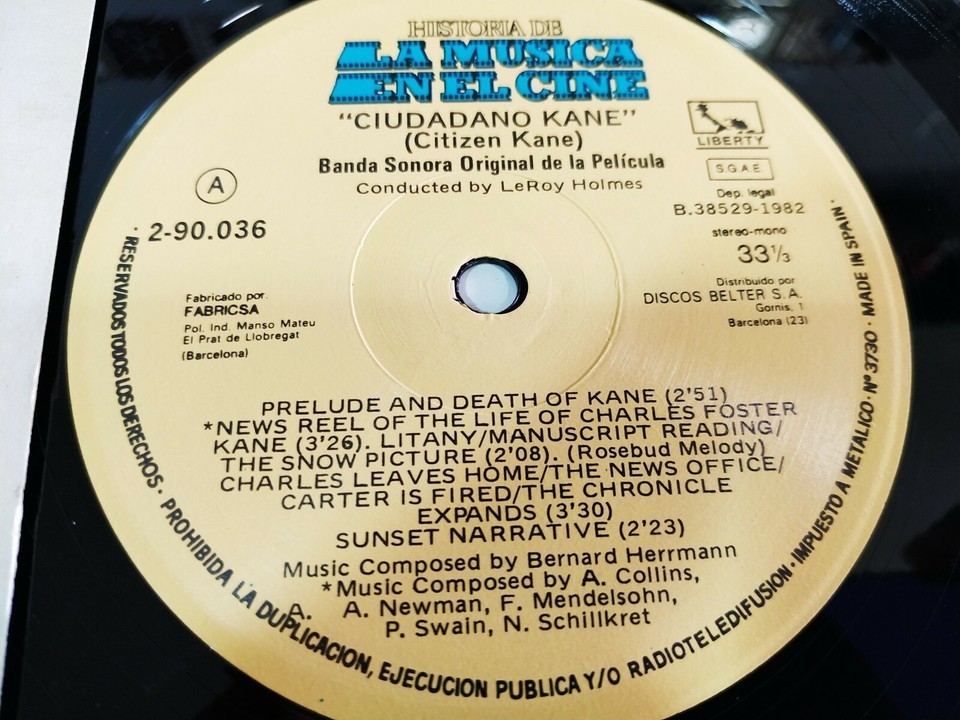 HISTORIA DE
LA MUSICA
EN EL CINE
"CIUDADANO KANE"
(Citizen Kane)
Banda Sonora Original de la Película
Conducted by LeRoy Holmes
LIBERTY
S.G.A.E.
Dep. legal
B.38529-1982
stereo-mono
33⅓
Distribuido por
DISCOS BELTER S.A.
Gornis, 1
Barcelona (23)
A
2-90.036
Fabricado por.
FABRICSA
Pol. Ind. Manso Mateu
El Prat de Llobregat
(Barcelona)
PRELUDE AND DEATH OF KANE (2'51)
*NEWS REEL OF THE LIFE OF CHARLES FOSTER
KANE (3'26). LITANY/MANUSCRIPT READING/
THE SNOW PICTURE (2'08). (Rosebud Melody)
CHARLES LEAVES HOME/THE NEWS OFFICE/
CARTER IS FIRED/THE CHRONICLE
EXPANDS (3'30)
SUNSET NARRATIVE (2'23)
Music Composed by Bernard Herrmann
*Music Composed by A. Collins,
A. A. Newman, F. Mendelsohn,
P. Swain, N. Schillkret
· RESERVADOS TODOS LOS DERECHOS · PROHIBIDA LA DUPLICACION, EJECUCION PUBLICA Y/O RADIOTELEDIFUSION · IMPUESTO A METALICO · Nº 3730 · MADE IN SPAIN ·